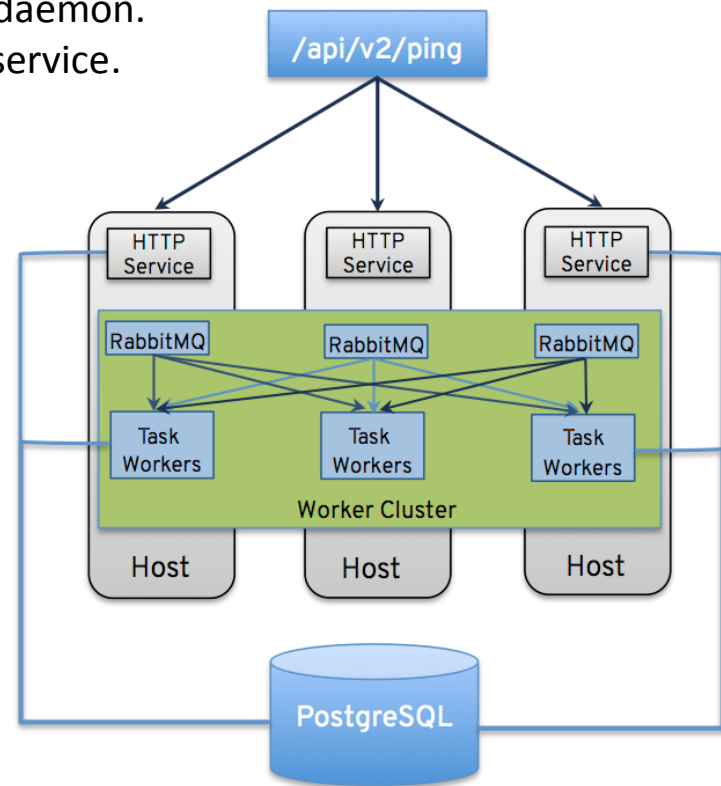 daemon.
service.
/api/v2/ping
HTTP
Service
HTTP
Service
HTTP
Service
RabbitMQ
RabbitMQ
RabbitMQ
Task
Workers
Task
Workers
Task
Workers
Worker Cluster
Host
Host
Host
PostgreSQL